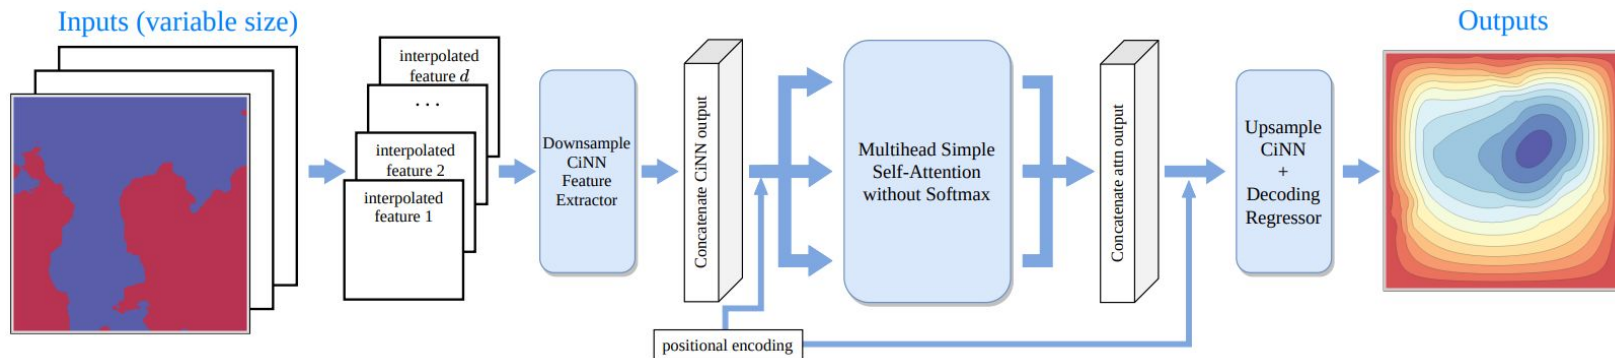 Inputs (variable size)
Outputs
interpolated
feature d
. . .
interpolated
feature 2
interpolated
feature 1
Downsample
CiNN
Feature
Extractor
Concatenate CiNN output
Multihead Simple
Self-Attention
without Softmax
Concatenate attn output
Upsample
CiNN
+
Decoding
Regressor
positional encoding